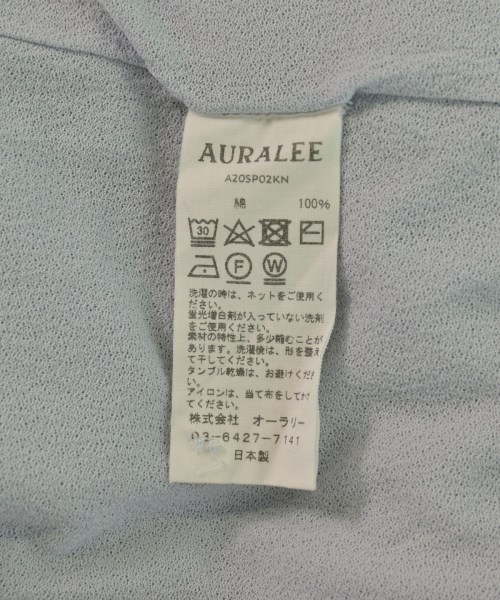 AURALEE
A20SP02KN
綿 100%
30
F W
洗濯の時は、ネットをご使用く
ださい。
蛍光増白剤が入っていない洗剤
をご使用ください。
素材の特性上、多少縮むことが
あります。洗濯後は、形を整え
て干してください。
タンブル乾燥は、お避けくださ
い。
アイロンは、当て布をしてかけ
てください。
株式会社 オーラリー
03-6427-7141
日本製